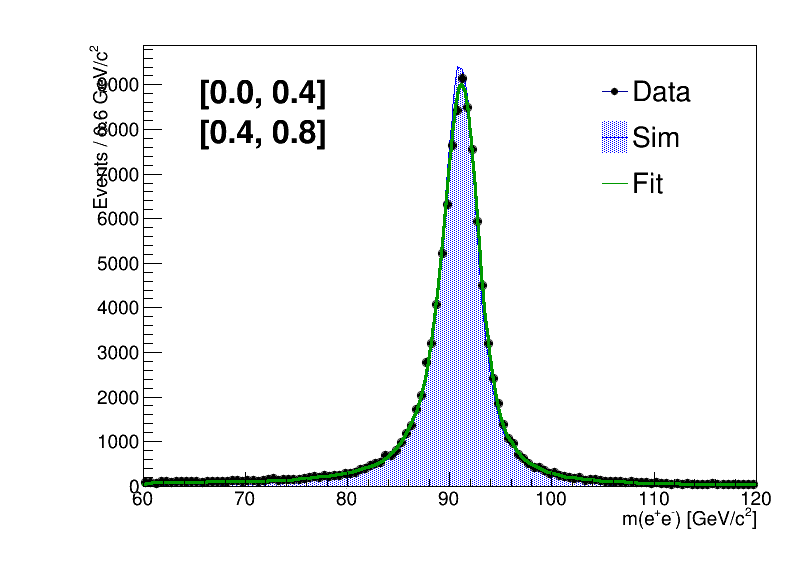 Events / 0.6 GeV/c²
9000
8000
7000
6000
5000
4000
3000
2000
1000
0
[0.0, 0.4]
[0.4, 0.8]
Data
Sim
Fit
60 70 80 90 100 110 120
m(e⁺e⁻) [GeV/c²]